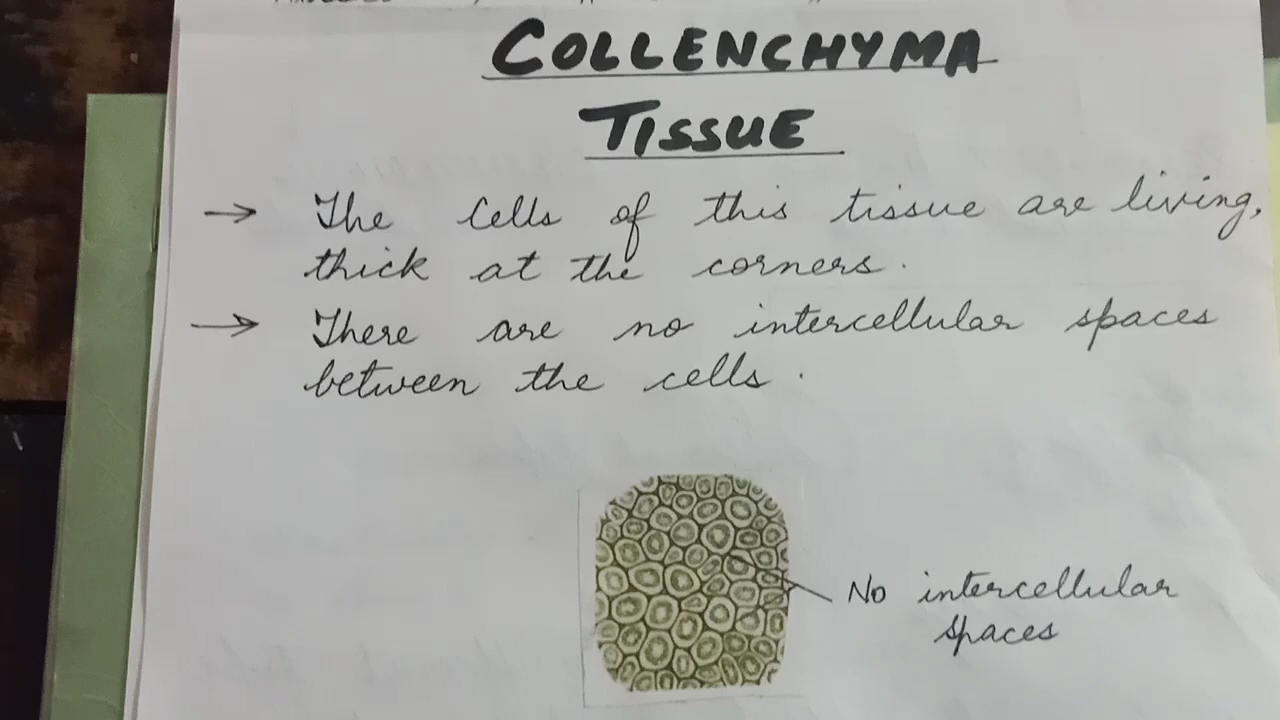 COLLENCHYMA
TISSUE
→ The Cells of this tissue are living,
thick at the corners.
→ There are no intercellular spaces
between the cells.
No intercellular
spaces